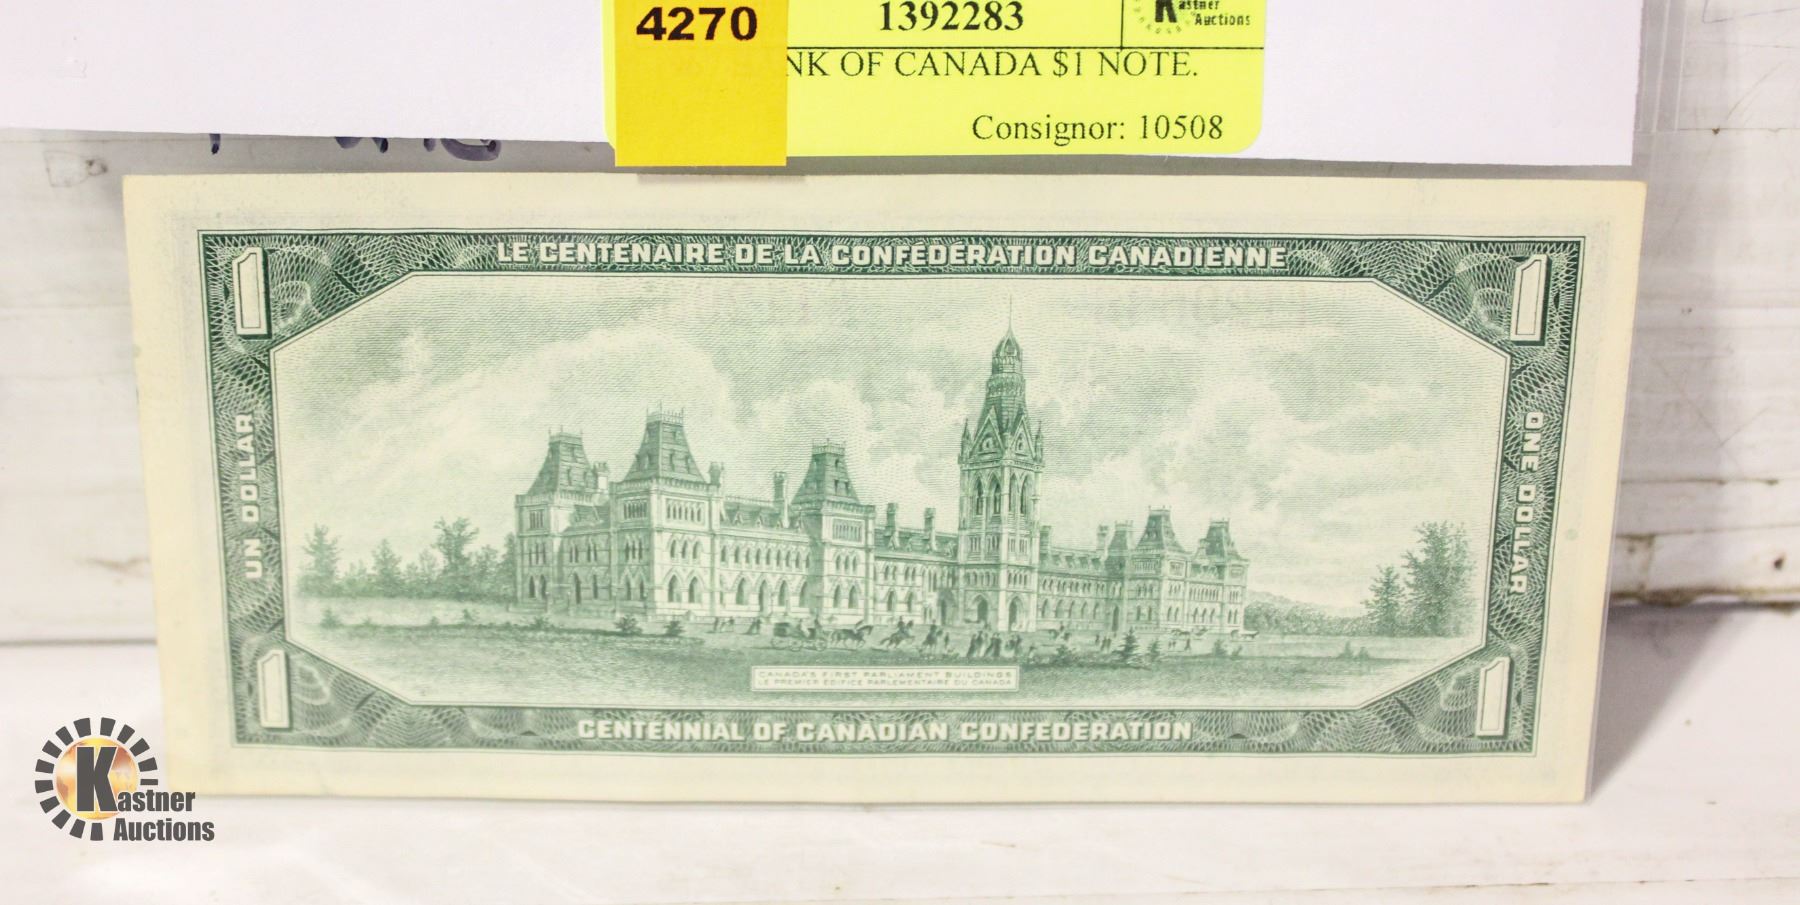 4270
1392283
Kastner
Auctions
NK OF CANADA $1 NOTE.
Consignor: 10508
LE CENTENAIRE DE LA CONFÉDÉRATION CANADIENNE
1
1
UN DOLLAR
ONE DOLLAR
CANADA'S FIRST PARLIAMENT BUILDINGS
LE PREMIER ÉDIFICE PARLEMENTAIRE DU CANADA
1
1
CENTENNIAL OF CANADIAN CONFEDERATION
Kastner
Auctions